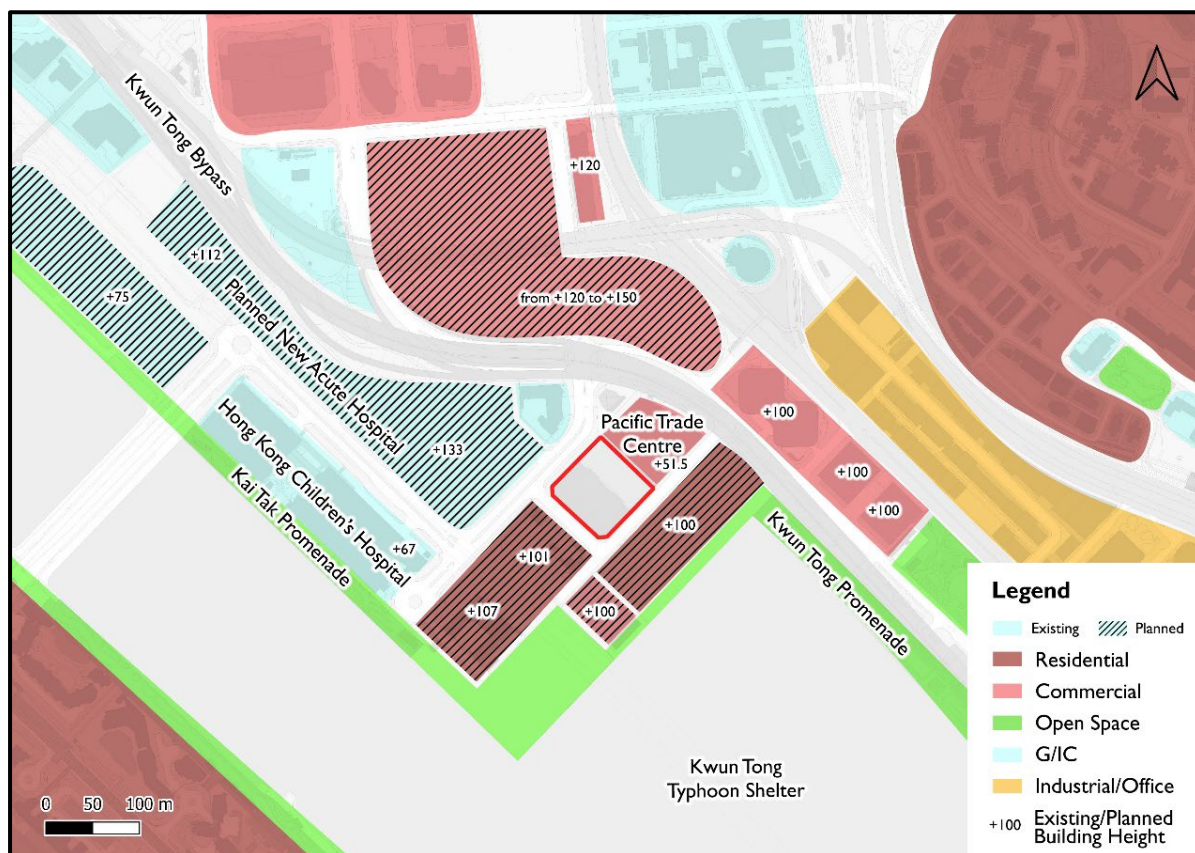 Kwun Tong Bypass
+120
+112
+75
Planned New Acute Hospital
from +120 to +150
+133
Pacific Trade
Centre
+51.5
+100
+100
+100
Hong Kong Children's Hospital
Kai Tak Promenade
+67
+101
+107
+100
+100
Kwun Tong Promenade
Kwun Tong
Typhoon Shelter
0 50 100 m
Legend
Existing Planned
Residential
Commercial
Open Space
G/IC
Industrial/Office
+100 Existing/Planned
Building Height